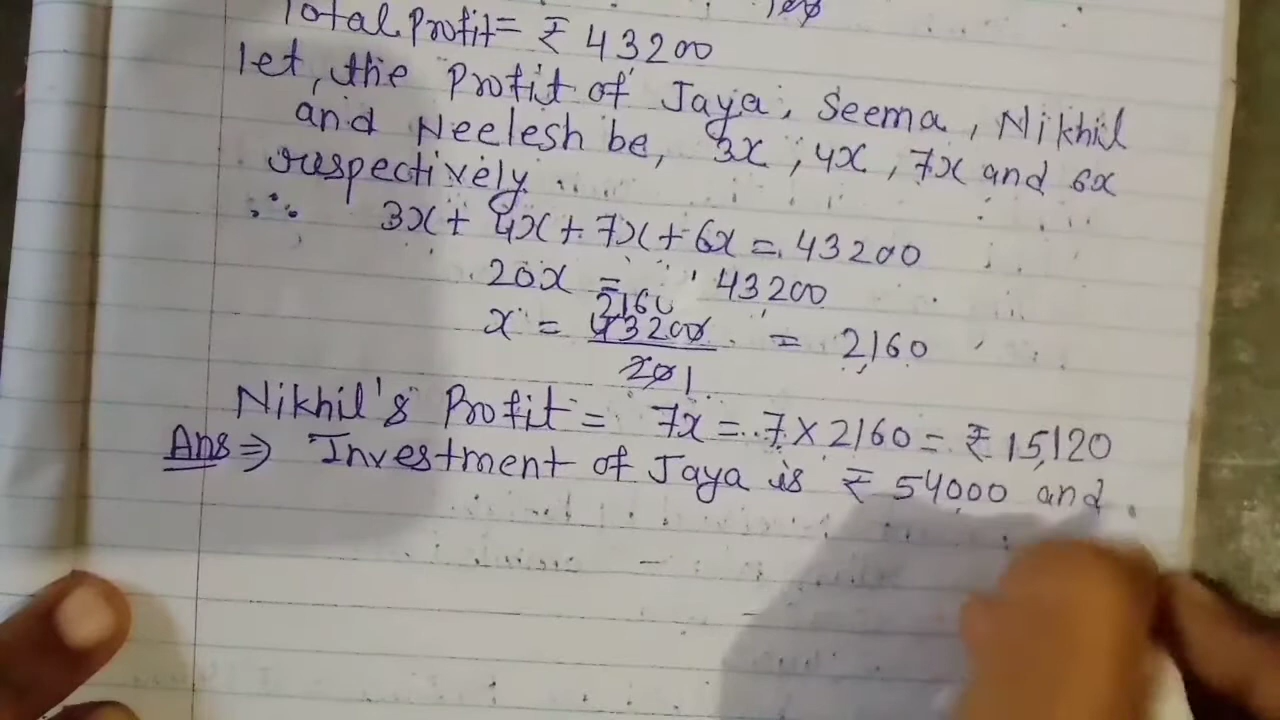 Total Profit = ₹ 43200
let, the Profit of Jaya, Seema, Nikhil
and Neelesh be, 3x, 4x, 7x and 6x
respectively.
∴ 3x + 4x + 7x + 6x = 43200
20x = 43200
2160
x = 43200 = 2160
20 1
Nikhil's Profit = 7x = 7 × 2160 = ₹ 15,120
Ans ⇒ Investment of Jaya is ₹ 54000 and